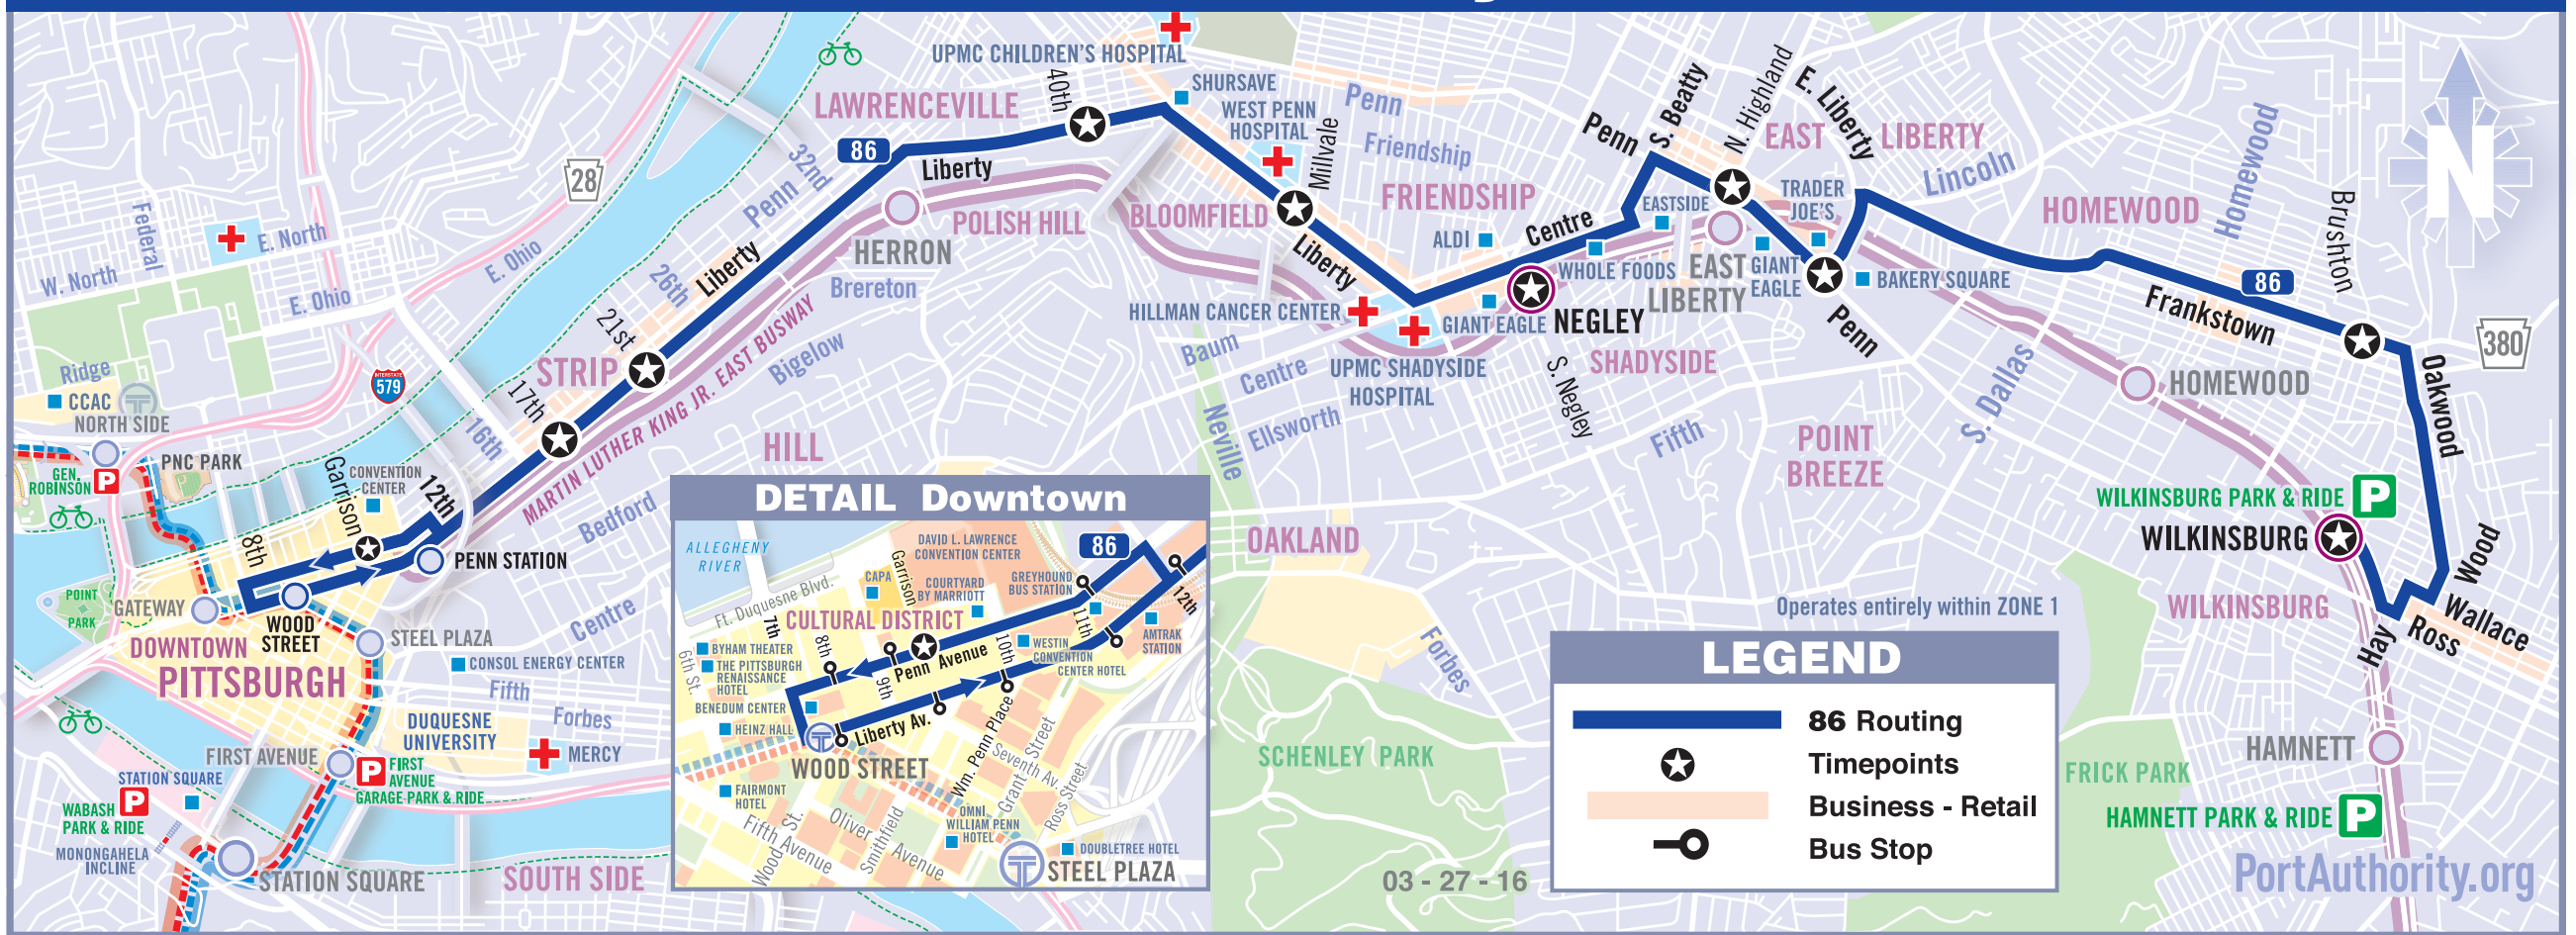 UPMC CHILDREN'S HOSPITAL
40th
SHURSAVE
WEST PENN
HOSPITAL
Millvale
LAWRENCEVILLE
86
Liberty
Penn
32nd
28
POLISH HILL
HERRON
Brereton
BLOOMFIELD
Penn
Friendship
FRIENDSHIP
Liberty
ALDI
Centre
WHOLE FOODS
EASTSIDE
Penn
S. Beatty
N. Highland
E. Liberty
EAST LIBERTY
TRADER
JOE'S
Lincoln
HOMEWOOD
Homewood
Brushton
N
EAST
LIBERTY
GIANT
EAGLE
BAKERY SQUARE
Penn
86
Frankstown
380
Oakwood
HOMEWOOD
Federal
E. North
W. North
E. Ohio
E. Ohio
26th
Liberty
21st
STRIP
17th
16th
MARTIN LUTHER KING JR. EAST BUSWAY
Bigelow
HILLMAN CANCER CENTER
GIANT EAGLE
NEGLEY
S. Negley
SHADYSIDE
UPMC SHADYSIDE
HOSPITAL
Baum
Centre
Ellsworth
Neville
Fifth
POINT
BREEZE
S. Dallas
Ridge
CCAC
NORTH SIDE
INTERSTATE
579
PNC PARK
GEN.
ROBINSON
P
Garrison
CONVENTION
CENTER
12th
8th
PENN STATION
HILL
Bedford
Centre
POINT
PARK
GATEWAY
WOOD
STREET
DOWNTOWN
PITTSBURGH
STEEL PLAZA
CONSOL ENERGY CENTER
Fifth
Forbes
DUQUESNE
UNIVERSITY
MERCY
FIRST AVENUE
P
FIRST
AVENUE
GARAGE PARK & RIDE
STATION SQUARE
WABASH
PARK & RIDE
P
MONONGAHELA
INCLINE
STATION SQUARE
SOUTH SIDE
DETAIL Downtown
ALLEGHENY
RIVER
DAVID L. LAWRENCE
CONVENTION CENTER
86
Garrison
CAPA
COURTYARD
BY MARRIOTT
GREYHOUND
BUS STATION
12th
11th
Ft. Duquesne Blvd.
CULTURAL DISTRICT
7th
8th
9th
10th
Penn Avenue
WESTIN
CONVENTION
CENTER HOTEL
AMTRAK
STATION
6th St.
BYHAM THEATER
THE PITTSBURGH
RENAISSANCE
HOTEL
BENEDUM CENTER
HEINZ HALL
Liberty Av.
WOOD STREET
Wm. Penn Place
Seventh Av.
Grant Street
Ross Street
FAIRMONT
HOTEL
Fifth Avenue
Wood St.
Oliver Avenue
Smithfield
OMNI
WILLIAM PENN
HOTEL
DOUBLETREE HOTEL
STEEL PLAZA
OAKLAND
Forbes
SCHENLEY PARK
03 - 27 - 16
Operates entirely within ZONE 1
LEGEND
86 Routing
Timepoints
Business - Retail
Bus Stop
WILKINSBURG PARK & RIDE
P
WILKINSBURG
WILKINSBURG
Wood
Wallace
Ross
Hay
HAMNETT
FRICK PARK
HAMNETT PARK & RIDE
P
PortAuthority.org